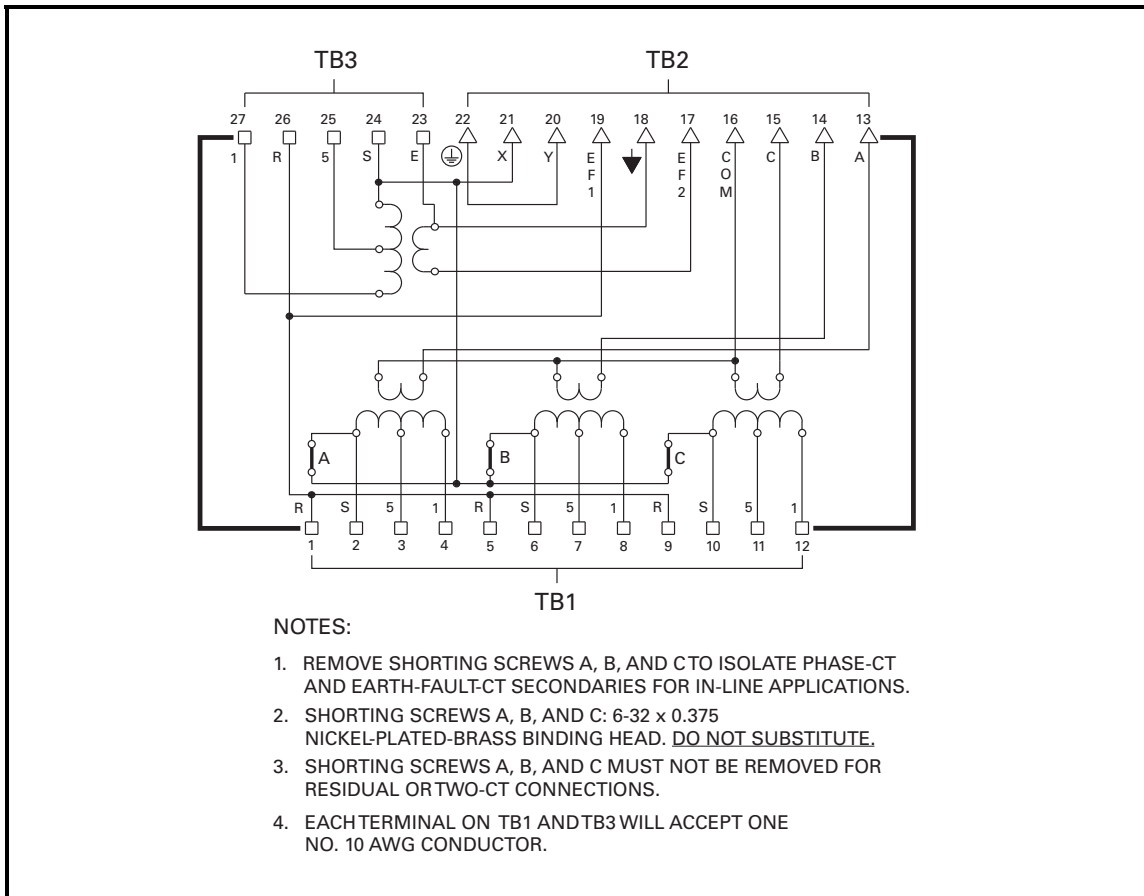 TB3 TB2
27 26 25 24 23 22 21 20 19 18 17 16 15 14 13
1 R 5 S E X Y EF1 EF2 COM C B A
A B C
R S 5 1 R S 5 1 R S 5 1
1 2 3 4 5 6 7 8 9 10 11 12
TB1
NOTES:
1. REMOVE SHORTING SCREWS A, B, AND C TO ISOLATE PHASE-CT
AND EARTH-FAULT-CT SECONDARIES FOR IN-LINE APPLICATIONS.
2. SHORTING SCREWS A, B, AND C: 6-32 x 0.375
NICKEL-PLATED-BRASS BINDING HEAD. DO NOT SUBSTITUTE.
3. SHORTING SCREWS A, B, AND C MUST NOT BE REMOVED FOR
RESIDUAL OR TWO-CT CONNECTIONS.
4. EACH TERMINAL ON TB1 AND TB3 WILL ACCEPT ONE
NO. 10 AWG CONDUCTOR.